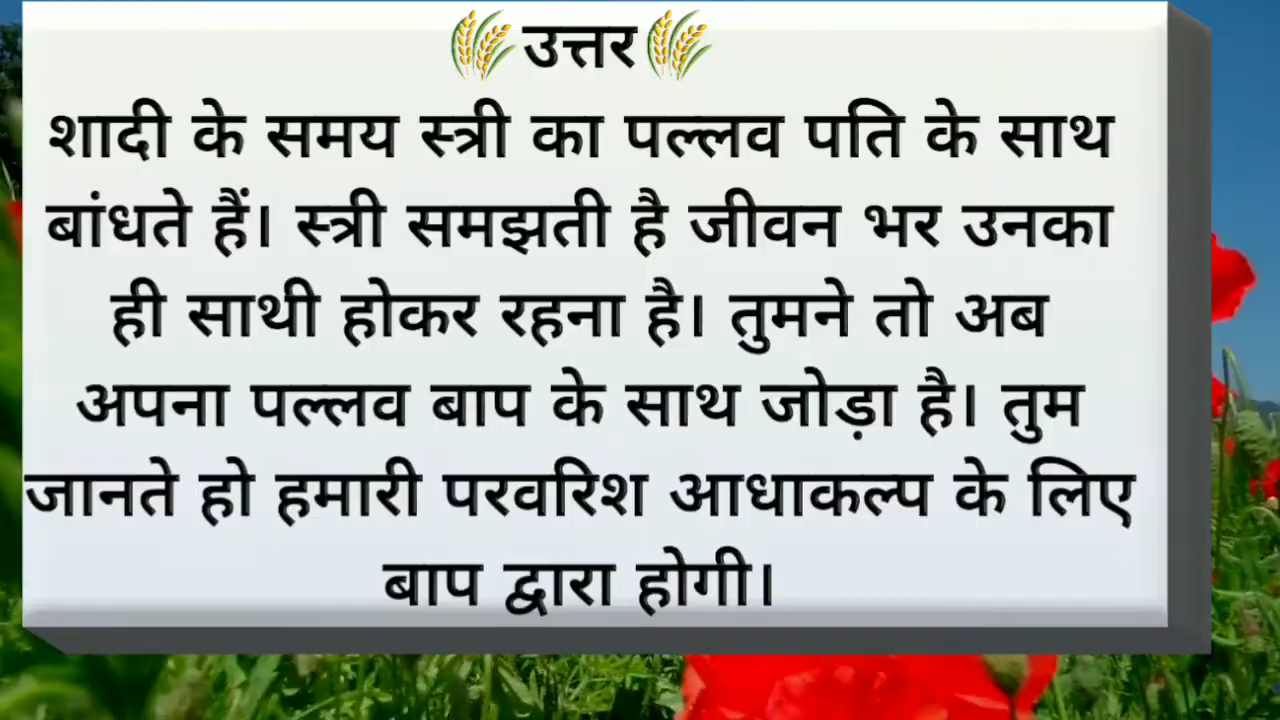 🌾उत्तर🌾
शादी के समय स्त्री का पल्लव पति के साथ
बांधते हैं। स्त्री समझती है जीवन भर उनका
ही साथी होकर रहना है। तुमने तो अब
अपना पल्लव बाप के साथ जोड़ा है। तुम
जानते हो हमारी परवरिश आधाकल्प के लिए
बाप द्वारा होगी।